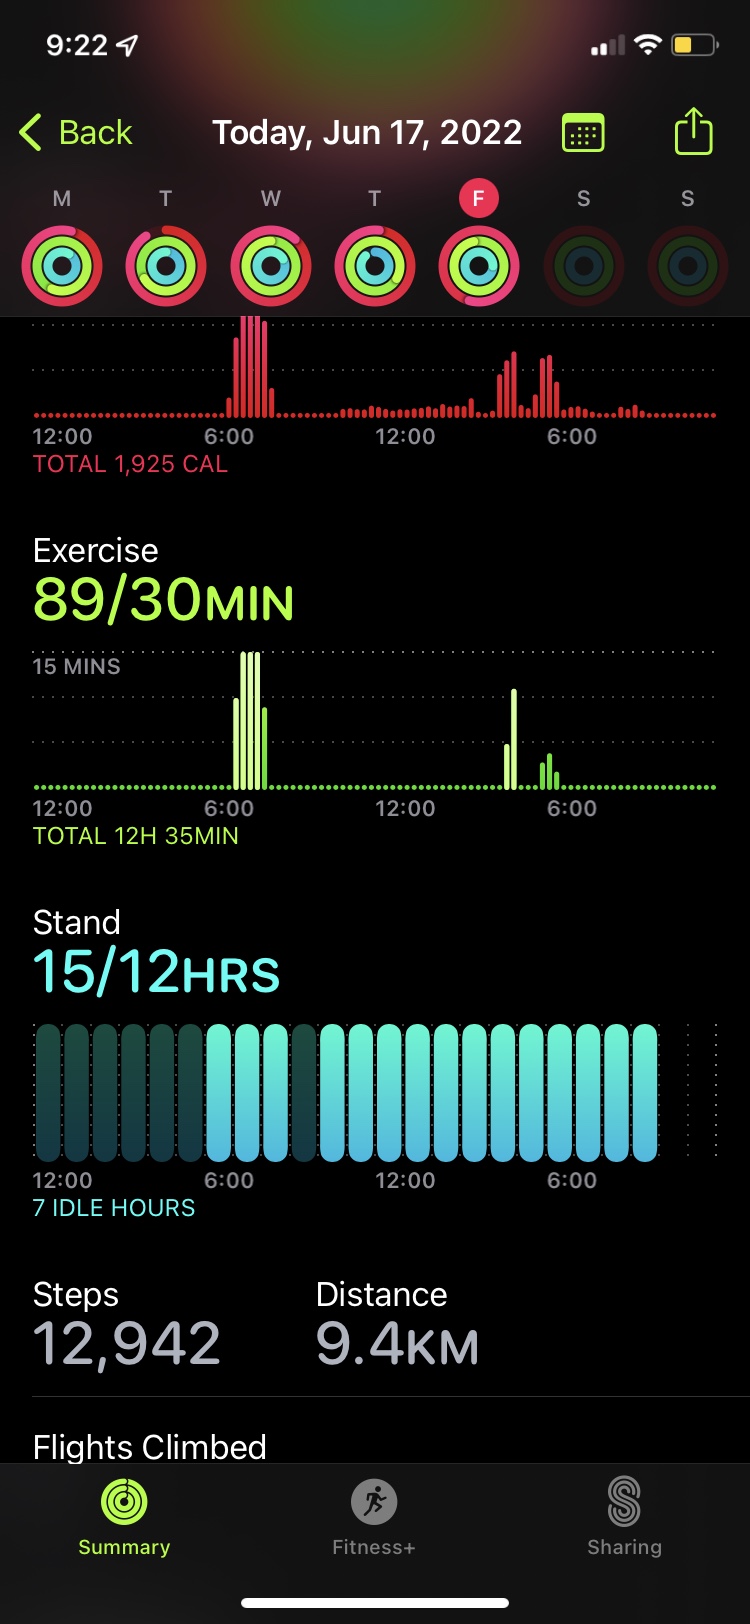 9:22
Back Today, Jun 17, 2022
M T W T F S S
12:00 6:00 12:00 6:00
TOTAL 1,925 CAL
Exercise
89/30MIN
15 MINS
12:00 6:00 12:00 6:00
TOTAL 12H 35MIN
Stand
15/12HRS
12:00 6:00 12:00 6:00
7 IDLE HOURS
Steps Distance
12,942 9.4KM
Flights Climbed
Summary Fitness+ Sharing